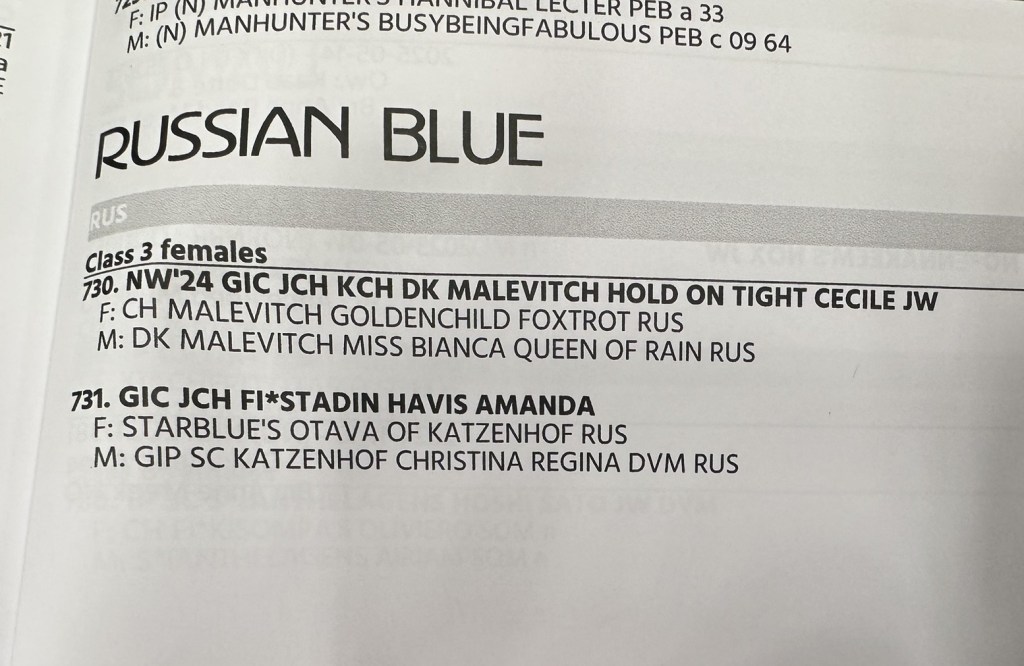 F: IP (N) MANHUNTER'S HANNIBAL LECTER PEB a 33
M: (N) MANHUNTER'S BUSYBEINGFABULOUS PEB c 09 64
RUSSIAN BLUE
RUS
Class 3 females
730. NW'24 GIC JCH KCH DK MALEVITCH HOLD ON TIGHT CECILE JW
F: CH MALEVITCH GOLDENCHILD FOXTROT RUS
M: DK MALEVITCH MISS BIANCA QUEEN OF RAIN RUS
731. GIC JCH FI*STADIN HAVIS AMANDA
F: STARBLUE'S OTAVA OF KATZENHOF RUS
M: GIP SC KATZENHOF CHRISTINA REGINA DVM RUS